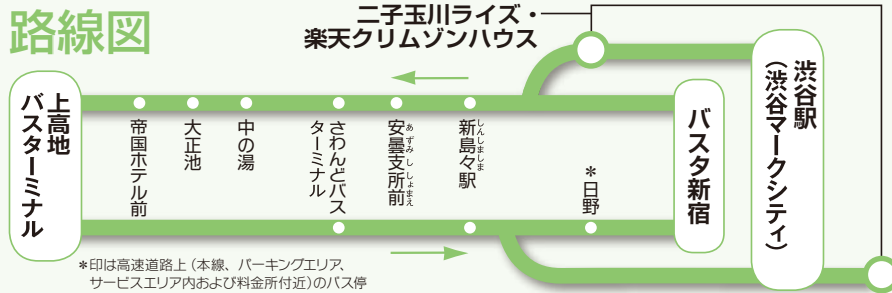 路線図
二子玉川ライズ・
楽天クリムゾンハウス
上高地
バスターミナル
帝国ホテル前
大正池
中の湯
さわんどバス
ターミナル
安曇支所前
あずみししょまえ
新島々駅
しんしましま
*日野
バスタ新宿
渋谷駅
(渋谷マークシティ)
*印は高速道路上(本線、パーキングエリア、
サービスエリア内および料金所付近)のバス停